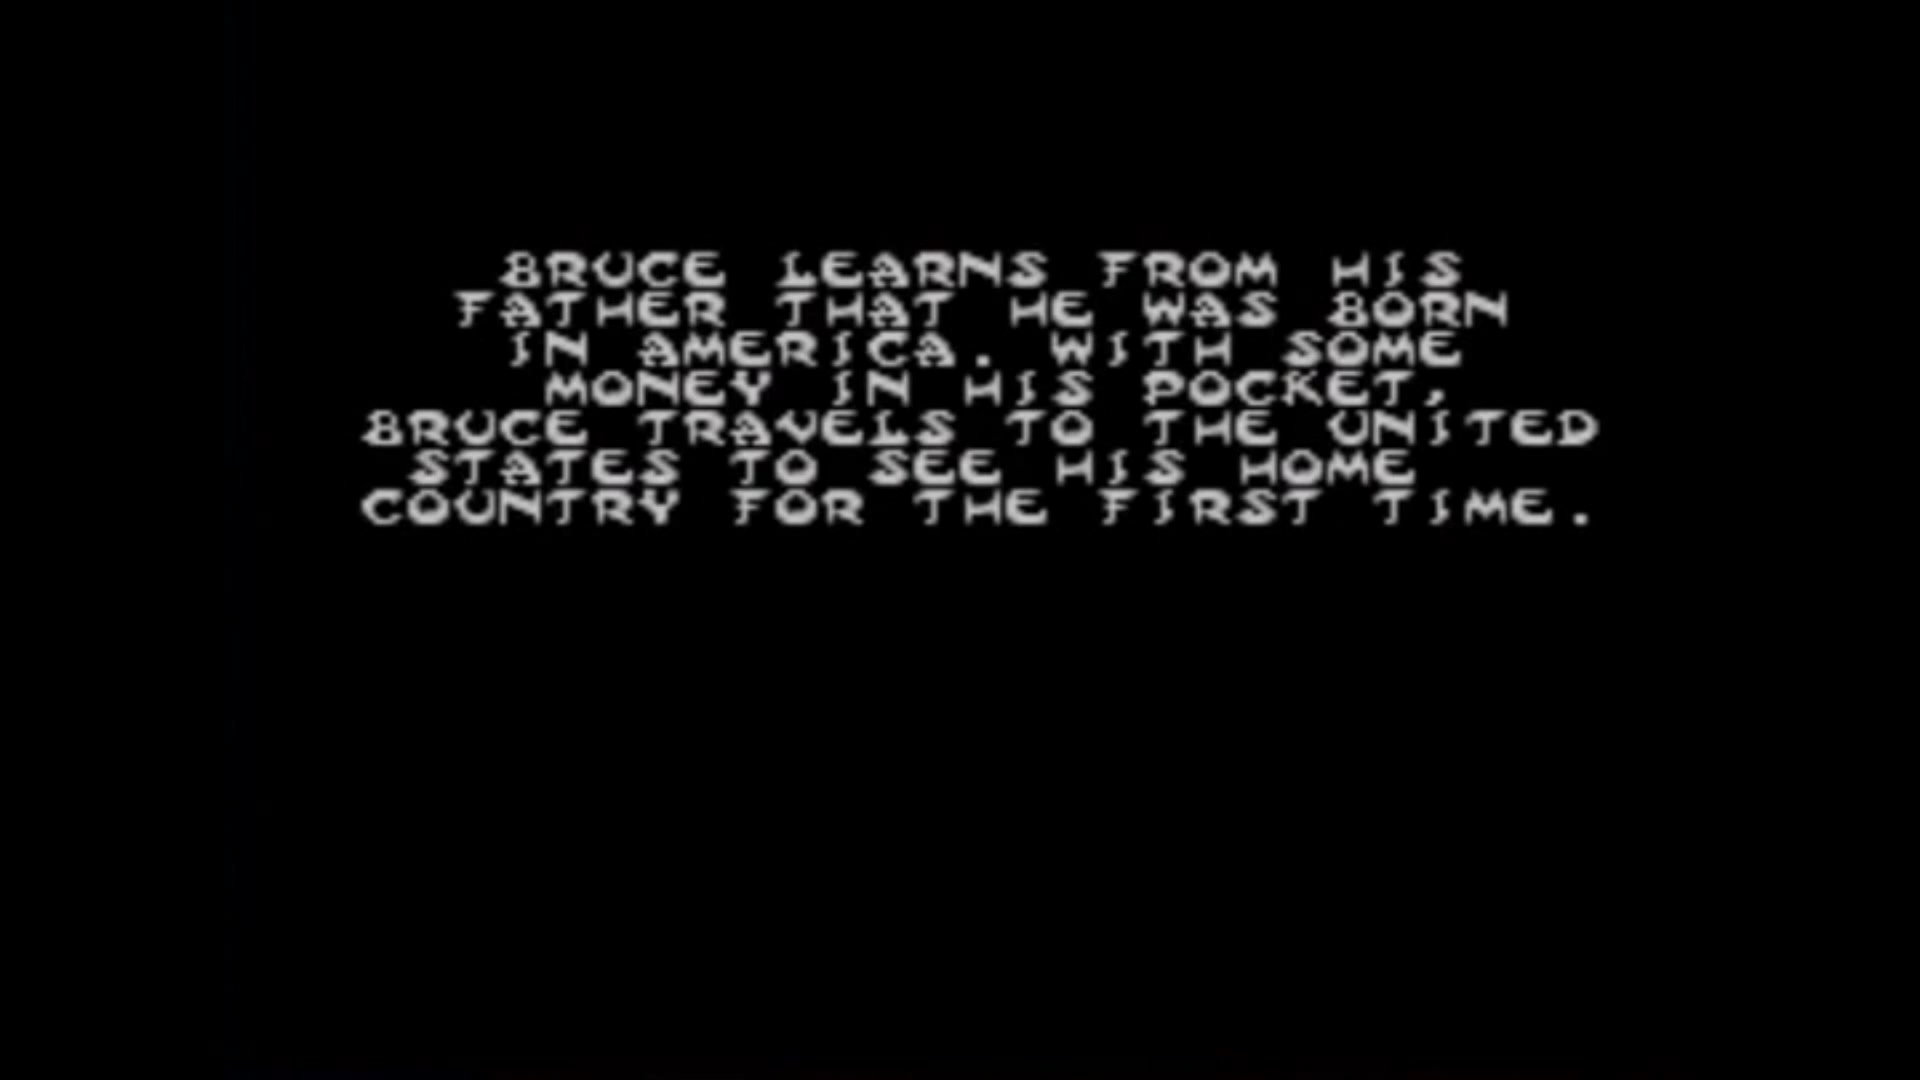 BRUCE LEARNS FROM HIS
FATHER THAT HE WAS BORN
IN AMERICA. WITH SOME
MONEY IN HIS POCKET,
BRUCE TRAVELS TO THE UNITED
STATES TO SEE HIS HOME
COUNTRY FOR THE FIRST TIME.